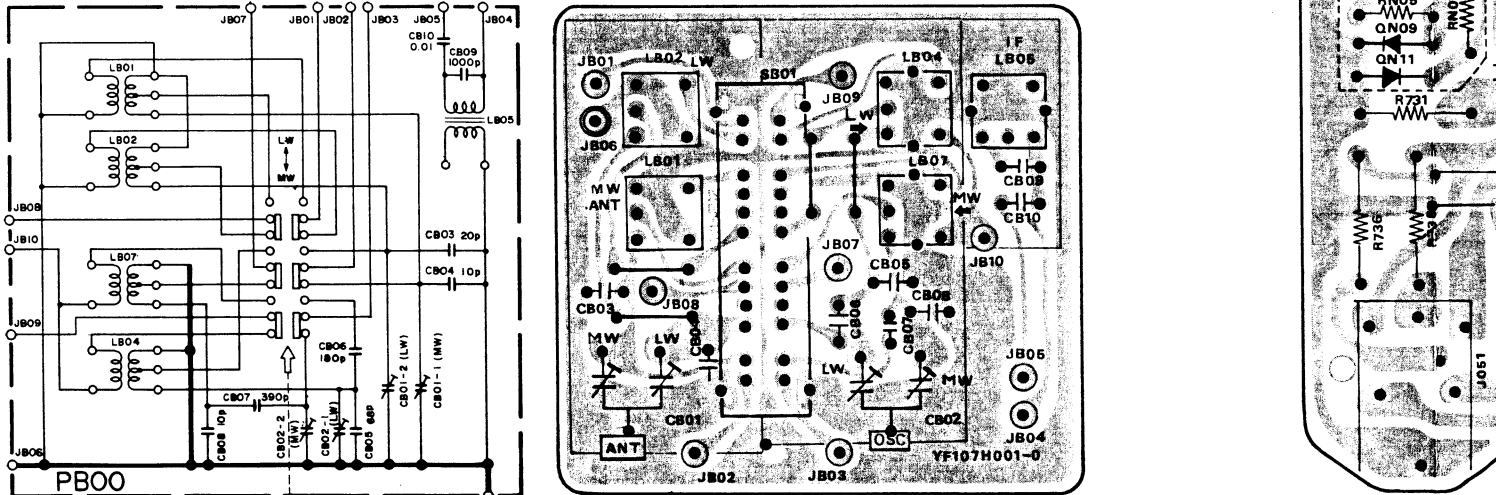 JB07
JB01
JB02
JB03
JB05
JB04
CB10
0.01
CB09
1000p
LB01
LB05
LB02
LW
MW
JB08
JB10
CB03 20p
CB04 10p
LB07
JB09
LB04
CB06
180p
CB07
390p
CB01-2 (LW)
CB01-1 (MW)
CB08 10p
CB02-2
(MW)
CB02-1
(LW)
CB05 68p
JB06
PB00
JB01
LB02
LW
SB01
LB04
IF
JB09
LW
JB06
LB01
LB07
CB09
MW
ANT
MW
CB10
JB07
JB10
CB05
JB08
CB03
CB04
CB06
CB07
CB08
MW
LW
LW
MW
JB05
CB01
CB02
ANT
OSC
JB04
JB02
JB03
YF107H001-0
QN09
QN11
R731
R736
J051